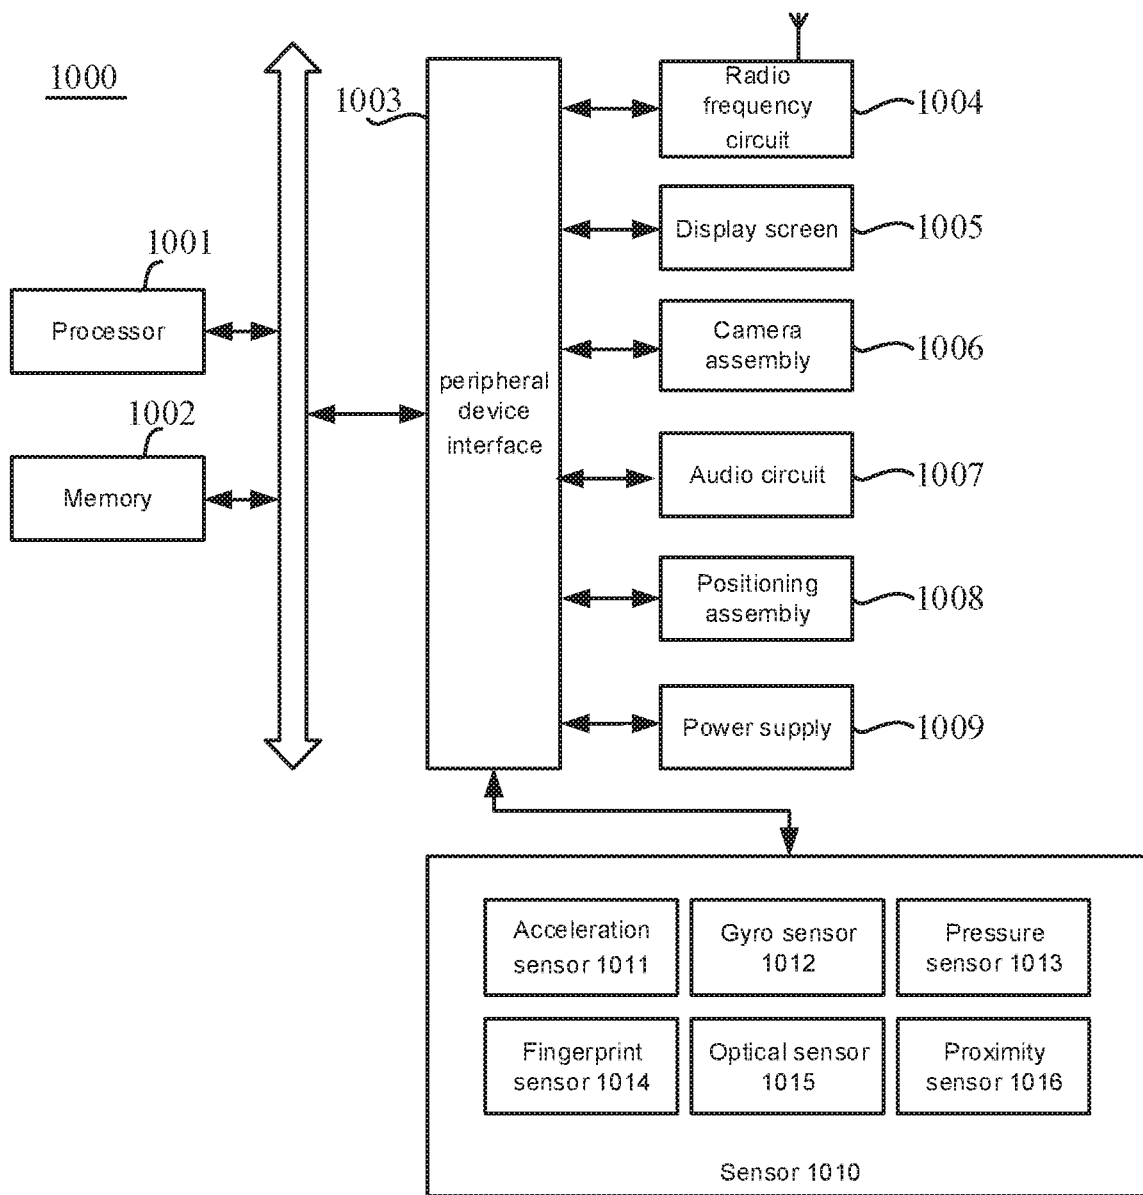 1000
1003
Radio
frequency
circuit
1004
Display screen
1005
1001
Processor
Camera
assembly
1006
peripheral
device
interface
1002
Memory
Audio circuit
1007
Positioning
assembly
1008
Power supply
1009
Acceleration
sensor 1011
Gyro sensor
1012
Pressure
sensor 1013
Fingerprint
sensor 1014
Optical sensor
1015
Proximity
sensor 1016
Sensor 1010